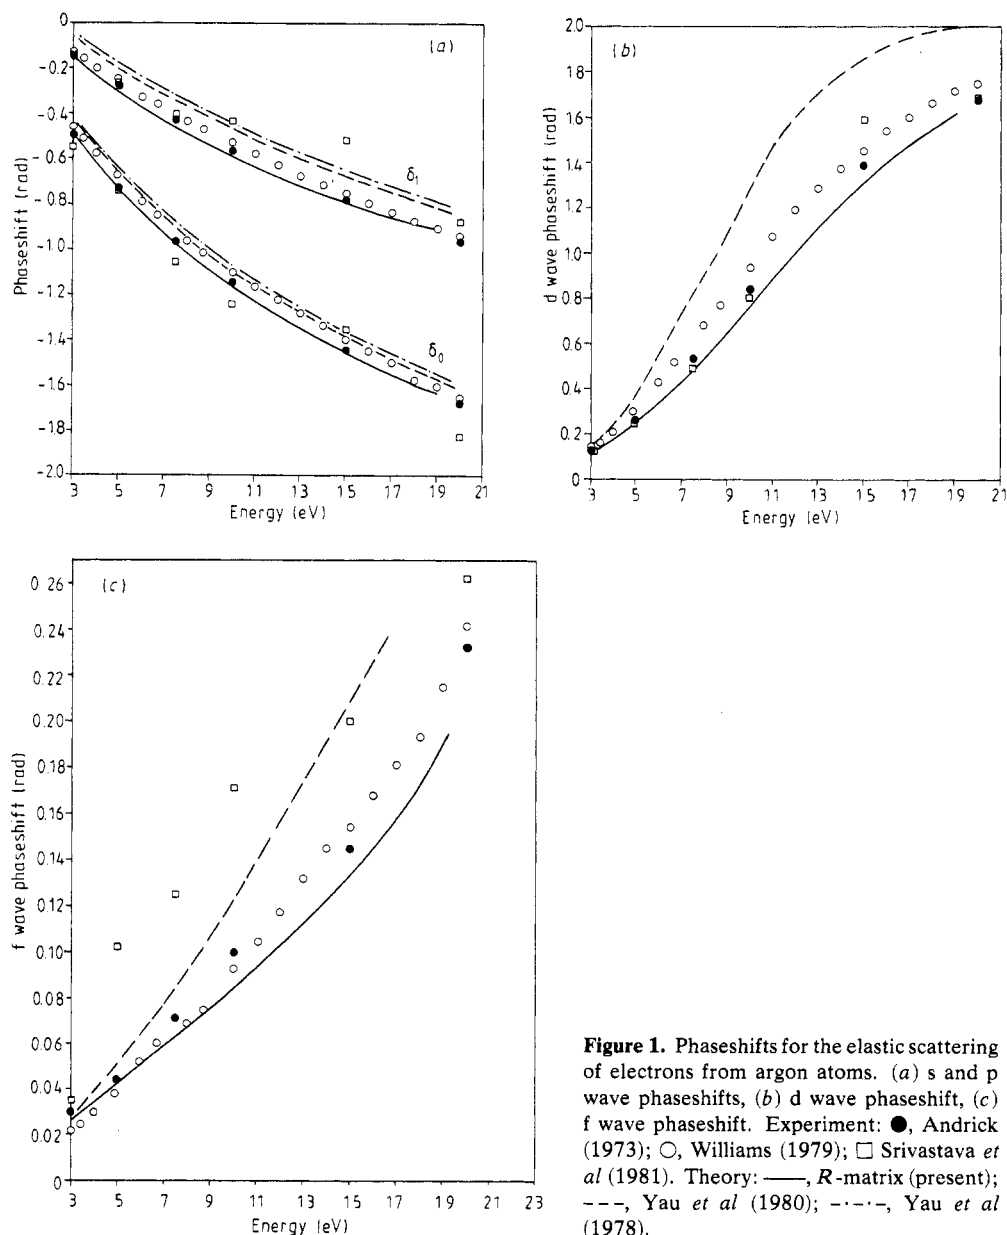 (a)
0
-0.2
-0.4
-0.6
-0.8
-1.0
-1.2
-1.4
-1.6
-1.8
-2.0
Phaseshift (rad)
δ₁
δ₀
3 5 7 9 11 13 15 17 19 21
Energy (eV)
(b)
2.0
1.8
1.6
1.4
1.2
1.0
0.8
0.6
0.4
0.2
0
d wave phaseshift (rad)
3 5 7 9 11 13 15 17 19 21
Energy (eV)
(c)
0.26
0.24
0.22
0.20
0.18
0.16
0.14
0.12
0.10
0.08
0.06
0.04
0.02
0
f wave phaseshift (rad)
3 5 7 9 11 13 15 17 19 21 23
Energy (eV)
Figure 1. Phaseshifts for the elastic scattering
of electrons from argon atoms. (a) s and p
wave phaseshifts, (b) d wave phaseshift, (c)
f wave phaseshift. Experiment: ●, Andrick
(1973); ○, Williams (1979); □ Srivastava et
al (1981). Theory: ——, R-matrix (present);
---, Yau et al (1980); -·-·-, Yau et al
(1978).